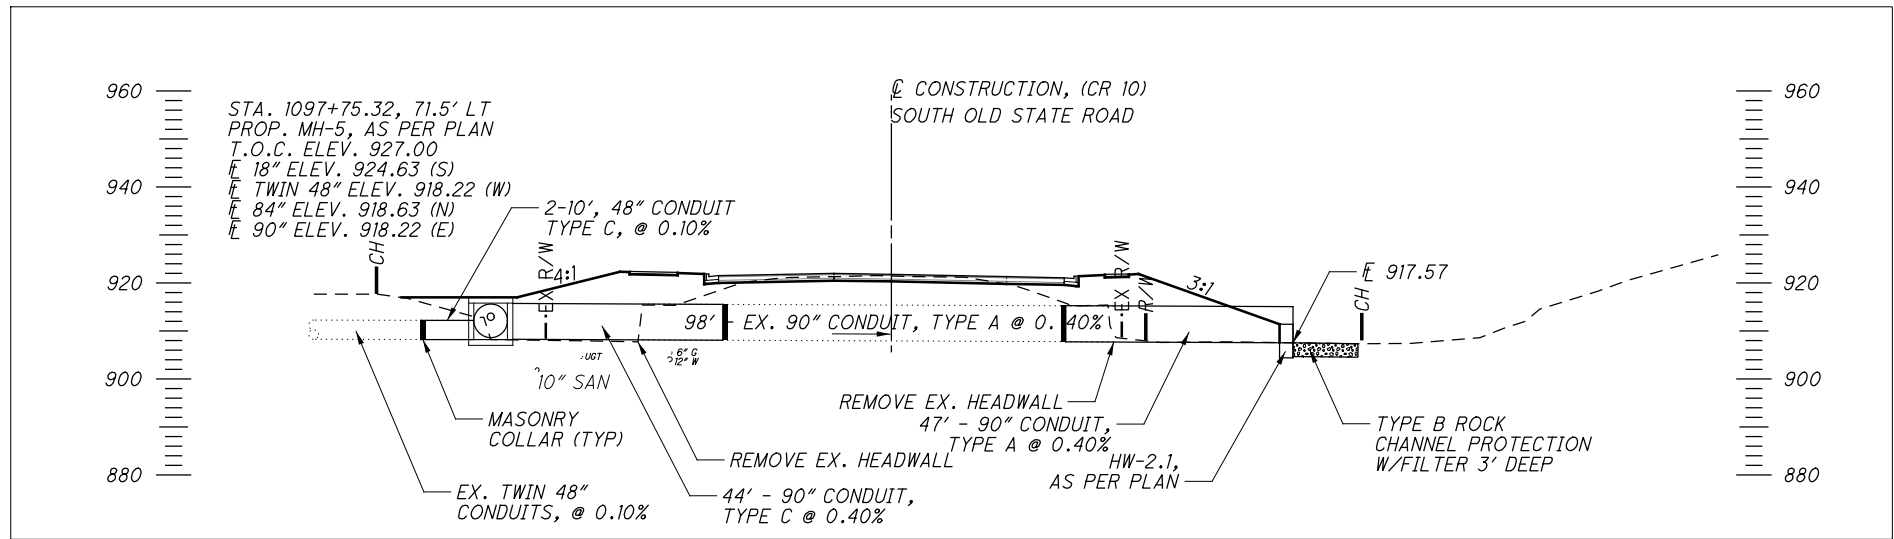 960
940
920
900
880
STA. 1097+75.32, 71.5' LT
PROP. MH-5, AS PER PLAN
T.O.C. ELEV. 927.00
FL 18" ELEV. 924.63 (S)
FL TWIN 48" ELEV. 918.22 (W)
FL 84" ELEV. 918.63 (N)
FL 90" ELEV. 918.22 (E)
CH
2-10', 48" CONDUIT
TYPE C, @ 0.10%
EX R/W
4:1
℄ CONSTRUCTION, (CR 10)
SOUTH OLD STATE ROAD
EX R/W
R/W
3:1
FL 917.57
CH
960
940
920
900
880
98' - EX. 90" CONDUIT, TYPE A @ 0.40%
UGT
6" G
12" W
10" SAN
MASONRY
COLLAR (TYP)
REMOVE EX. HEADWALL
EX. TWIN 48"
CONDUITS, @ 0.10%
44' - 90" CONDUIT,
TYPE C @ 0.40%
REMOVE EX. HEADWALL
47' - 90" CONDUIT,
TYPE A @ 0.40%
HW-2.1,
AS PER PLAN
TYPE B ROCK
CHANNEL PROTECTION
W/FILTER 3' DEEP